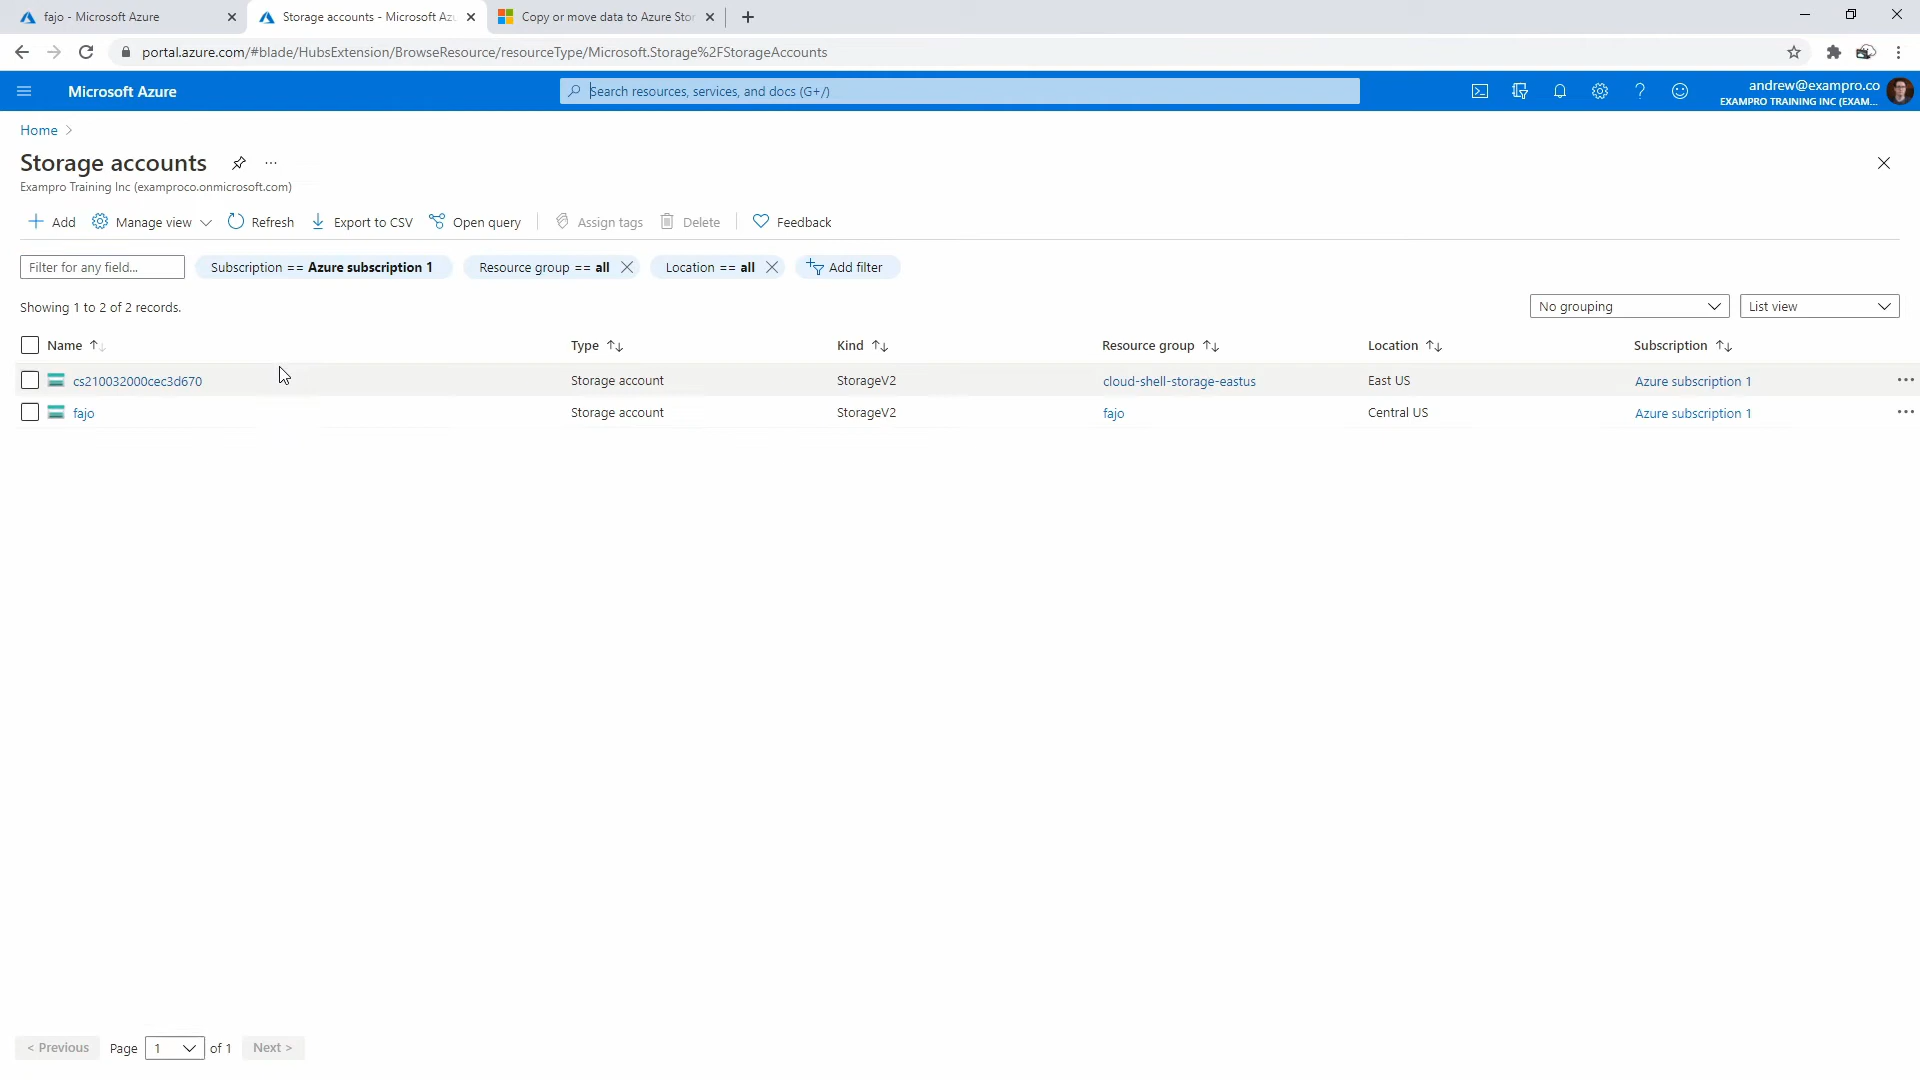 fajo - Microsoft Azure
Storage accounts - Microsoft Azu
Copy or move data to Azure Stor
portal.azure.com/#blade/HubsExtension/BrowseResource/resourceType/Microsoft.Storage%2FStorageAccounts
Microsoft Azure
Search resources, services, and docs (G+/)
andrew@exampro.co
EXAMPRO TRAINING INC (EXAM...
Home
Storage accounts
Exampro Training Inc (examproco.onmicrosoft.com)
Add Manage view Refresh Export to CSV Open query Assign tags Delete Feedback
Filter for any field... Subscription == Azure subscription 1 Resource group == all Location == all Add filter
Showing 1 to 2 of 2 records. No grouping List view
Name Type Kind Resource group Location Subscription
cs210032000cec3d670 Storage account StorageV2 cloud-shell-storage-eastus East US Azure subscription 1
fajo Storage account StorageV2 fajo Central US Azure subscription 1
< Previous Page 1 of 1 Next >